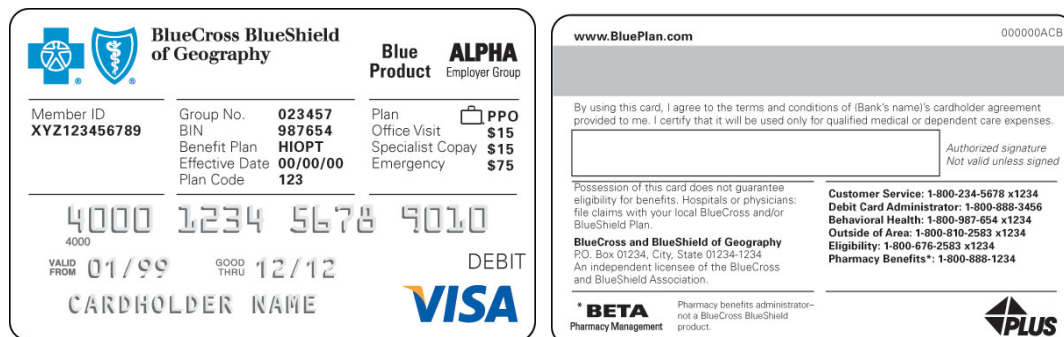 BlueCross BlueShield
of Geography
Blue
Product
ALPHA
Employer Group
Member ID
XYZ123456789
Group No. 023457
BIN 987654
Benefit Plan HIOPT
Effective Date 00/00/00
Plan Code 123
Plan PPO
Office Visit $15
Specialist Copay $15
Emergency $75
4000 1234 5678 9010
4000
VALID FROM 01/99 GOOD THRU 12/12
DEBIT
CARDHOLDER NAME
VISA
www.BluePlan.com
000000ACB
By using this card, I agree to the terms and conditions of (Bank's name)'s cardholder agreement
provided to me. I certify that it will be used only for qualified medical or dependent care expenses.
Authorized signature
Not valid unless signed
Possession of this card does not guarantee
eligibility for benefits. Hospitals or physicians:
file claims with your local BlueCross and/or
BlueShield Plan.
BlueCross and BlueShield of Geography
P.O. Box 01234, City, State 01234-1234
An independent licensee of the BlueCross
and BlueShield Association.
Customer Service: 1-800-234-5678 x1234
Debit Card Administrator: 1-800-888-3456
Behavioral Health: 1-800-987-654 x1234
Outside of Area: 1-800-810-2583 x1234
Eligibility: 1-800-676-2583 x1234
Pharmacy Benefits*: 1-800-888-1234
* BETA
Pharmacy Management
Pharmacy benefits administrator–
not a BlueCross BlueShield
product.
PLUS